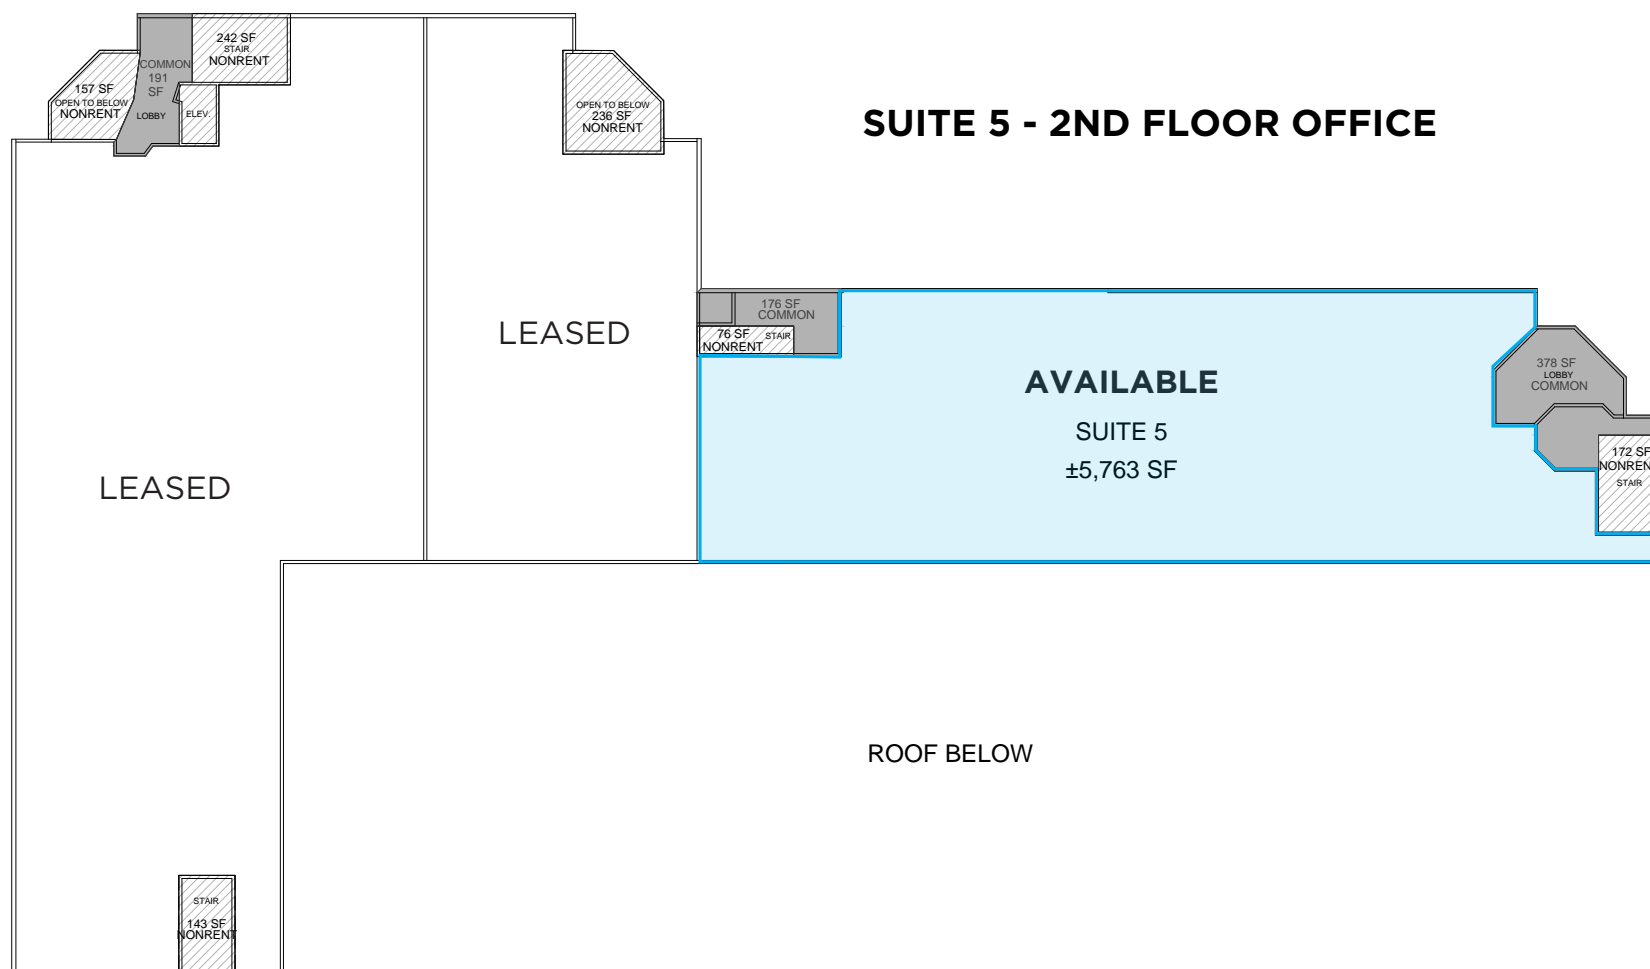 242 SF
STAIR
NONRENT
COMMON
191
SF
LOBBY
157 SF
OPEN TO BELOW
NONRENT
ELEV.
OPEN TO BELOW
236 SF
NONRENT
SUITE 5 - 2ND FLOOR OFFICE
176 SF
COMMON
76 SF
STAIR
NONRENT
LEASED
AVAILABLE
SUITE 5
±5,763 SF
378 SF
LOBBY
COMMON
172 SF
NONREN
STAIR
LEASED
ROOF BELOW
STAIR
143 SF
NONRENT